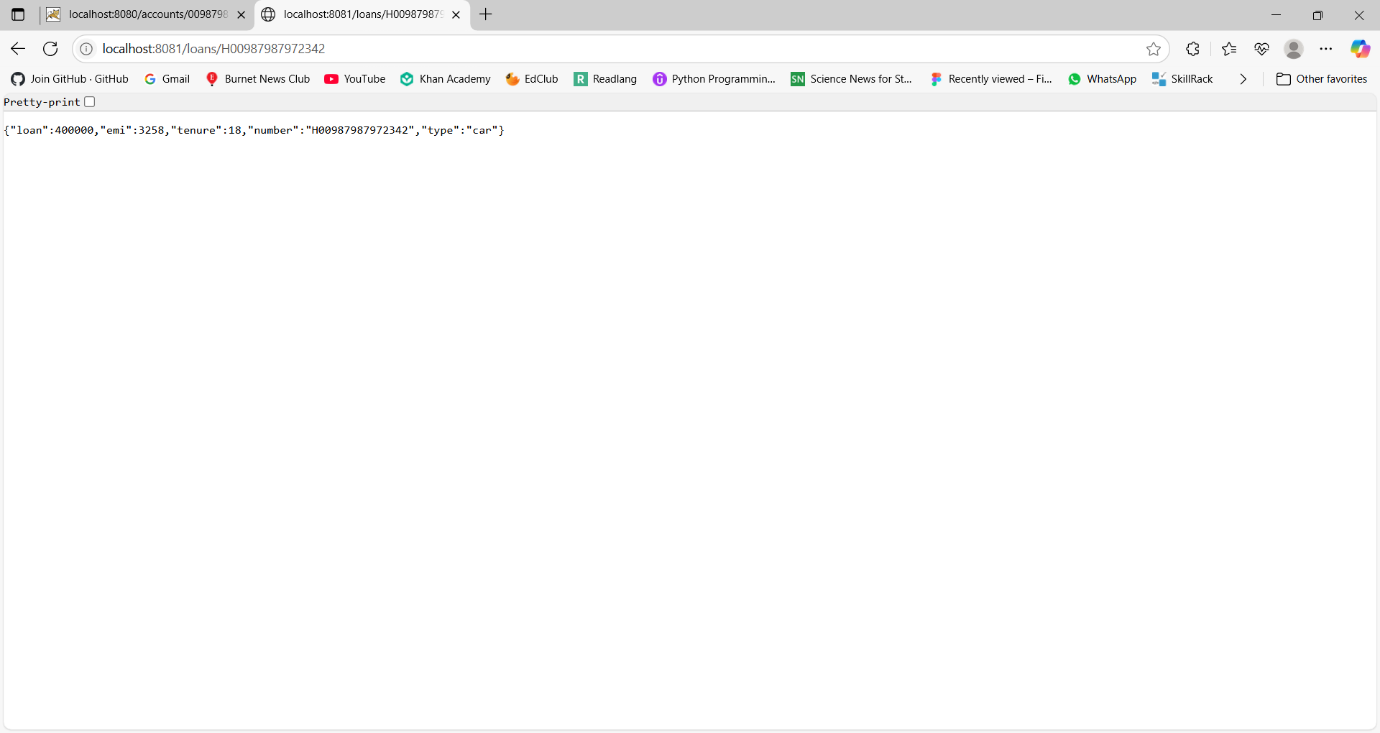 localhost:8080/accounts/0098798
localhost:8081/loans/H009879879
localhost:8081/loans/H00987987972342
Join GitHub · GitHub
Gmail
Burnet News Club
YouTube
Khan Academy
EdClub
Readlang
Python Programmin...
Science News for St...
Recently viewed – Fi...
WhatsApp
SkillRack
Other favorites
Pretty-print
{"loan":400000,"emi":3258,"tenure":18,"number":"H00987987972342","type":"car"}